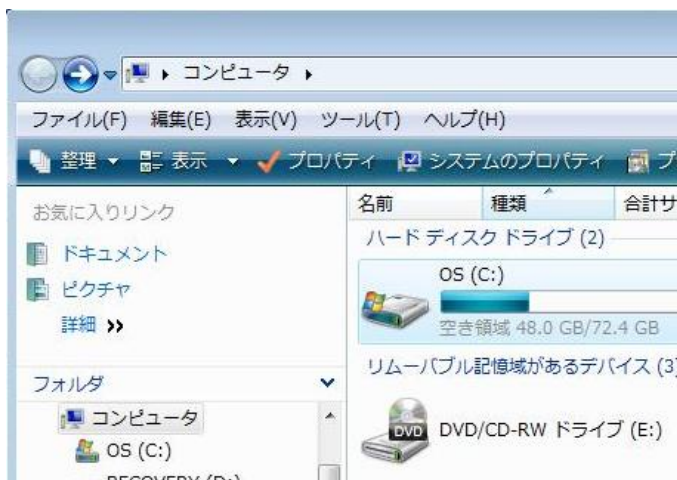 コンピュータ
ファイル(F) 編集(E) 表示(V) ツール(T) ヘルプ(H)
整理 表示 プロパティ システムのプロパティ プ
お気に入りリンク
ドキュメント
ピクチャ
詳細 »
フォルダ
コンピュータ
OS (C:)
RECOVERY (D:)
名前 種類 合計サ
ハード ディスク ドライブ (2)
OS (C:)
空き領域 48.0 GB/72.4 GB
リムーバブル記憶域があるデバイス (3)
DVD
DVD/CD-RW ドライブ (E:)